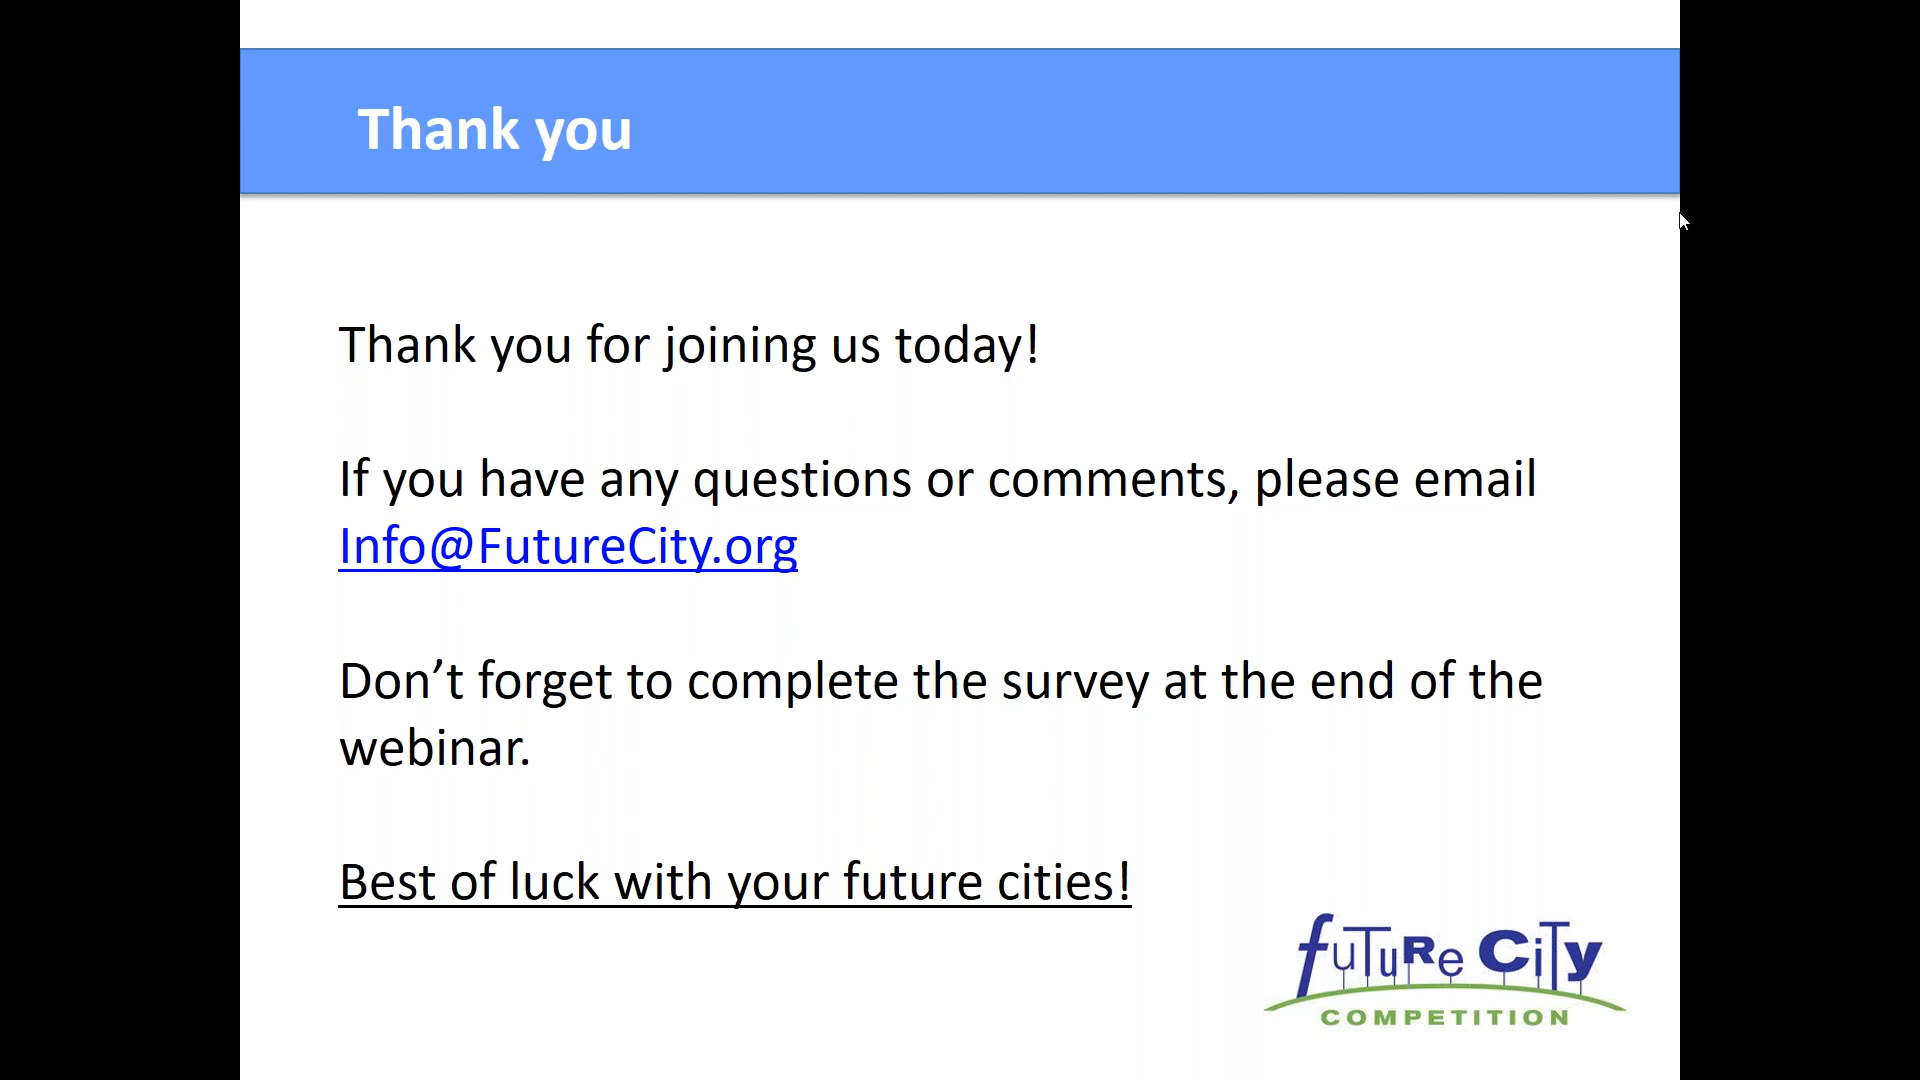 Thank you
Thank you for joining us today!
If you have any questions or comments, please email
Info@FutureCity.org
Don’t forget to complete the survey at the end of the
webinar.
Best of luck with your future cities!
fuTuRe CiTy
COMPETITION